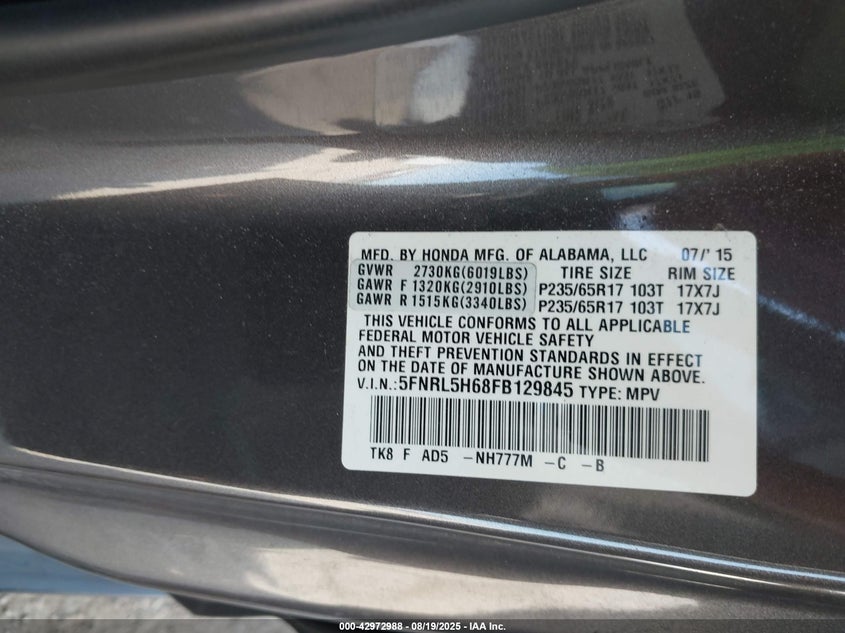 MFD. BY HONDA MFG. OF ALABAMA, LLC 07/'15
GVWR 2730KG(6019LBS) TIRE SIZE RIM SIZE
GAWR F 1320KG(2910LBS) P235/65R17 103T 17X7J
GAWR R 1515KG(3340LBS) P235/65R17 103T 17X7J
THIS VEHICLE CONFORMS TO ALL APPLICABLE
FEDERAL MOTOR VEHICLE SAFETY
AND THEFT PREVENTION STANDARDS IN EFFECT
ON THE DATE OF MANUFACTURE SHOWN ABOVE.
V.I.N.:5FNRL5H68FB129845 TYPE: MPV
TK8 F AD5 -NH777M -C -B
000-42972988 - 08/19/2025 - IAA Inc.